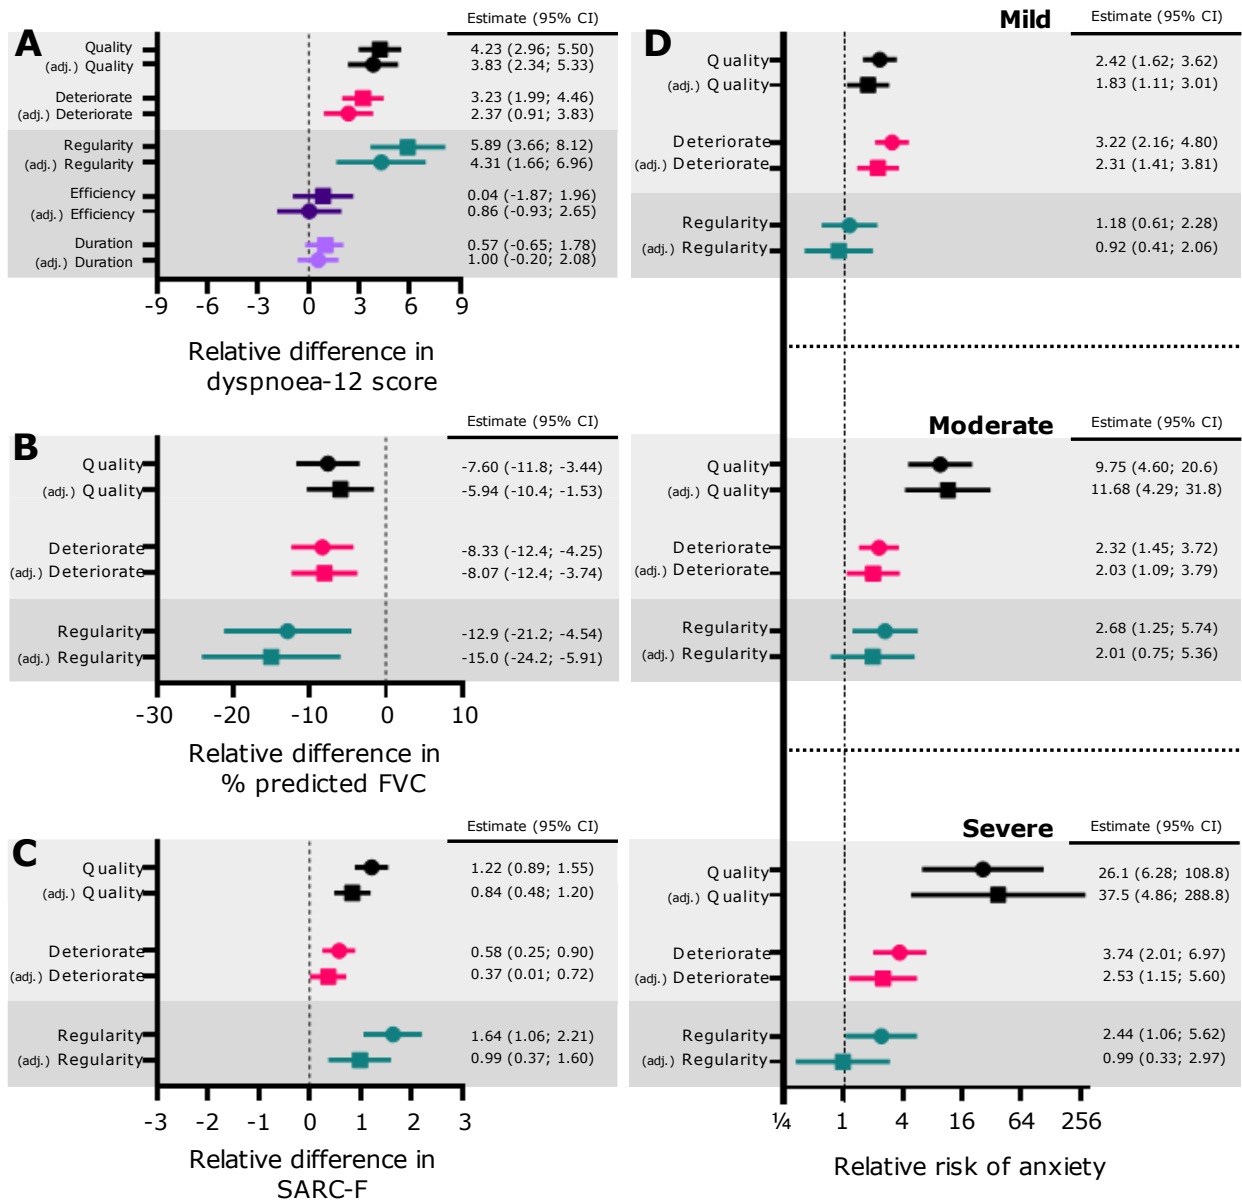 A
Estimate (95% CI)
Quality 4.23 (2.96; 5.50)
(adj.) Quality 3.83 (2.34; 5.33)
Deteriorate 3.23 (1.99; 4.46)
(adj.) Deteriorate 2.37 (0.91; 3.83)
Regularity 5.89 (3.66; 8.12)
(adj.) Regularity 4.31 (1.66; 6.96)
Efficiency 0.04 (-1.87; 1.96)
(adj.) Efficiency 0.86 (-0.93; 2.65)
Duration 0.57 (-0.65; 1.78)
(adj.) Duration 1.00 (-0.20; 2.08)
-9 -6 -3 0 3 6 9
Relative difference in
dyspnoea-12 score
B
Estimate (95% CI)
Quality -7.60 (-11.8; -3.44)
(adj.) Quality -5.94 (-10.4; -1.53)
Deteriorate -8.33 (-12.4; -4.25)
(adj.) Deteriorate -8.07 (-12.4; -3.74)
Regularity -12.9 (-21.2; -4.54)
(adj.) Regularity -15.0 (-24.2; -5.91)
-30 -20 -10 0 10
Relative difference in
% predicted FVC
C
Estimate (95% CI)
Quality 1.22 (0.89; 1.55)
(adj.) Quality 0.84 (0.48; 1.20)
Deteriorate 0.58 (0.25; 0.90)
(adj.) Deteriorate 0.37 (0.01; 0.72)
Regularity 1.64 (1.06; 2.21)
(adj.) Regularity 0.99 (0.37; 1.60)
-3 -2 -1 0 1 2 3
Relative difference in
SARC-F
D
Mild Estimate (95% CI)
Quality 2.42 (1.62; 3.62)
(adj.) Quality 1.83 (1.11; 3.01)
Deteriorate 3.22 (2.16; 4.80)
(adj.) Deteriorate 2.31 (1.41; 3.81)
Regularity 1.18 (0.61; 2.28)
(adj.) Regularity 0.92 (0.41; 2.06)
Moderate Estimate (95% CI)
Quality 9.75 (4.60; 20.6)
(adj.) Quality 11.68 (4.29; 31.8)
Deteriorate 2.32 (1.45; 3.72)
(adj.) Deteriorate 2.03 (1.09; 3.79)
Regularity 2.68 (1.25; 5.74)
(adj.) Regularity 2.01 (0.75; 5.36)
Severe Estimate (95% CI)
Quality 26.1 (6.28; 108.8)
(adj.) Quality 37.5 (4.86; 288.8)
Deteriorate 3.74 (2.01; 6.97)
(adj.) Deteriorate 2.53 (1.15; 5.60)
Regularity 2.44 (1.06; 5.62)
(adj.) Regularity 0.99 (0.33; 2.97)
¼ 1 4 16 64 256
Relative risk of anxiety